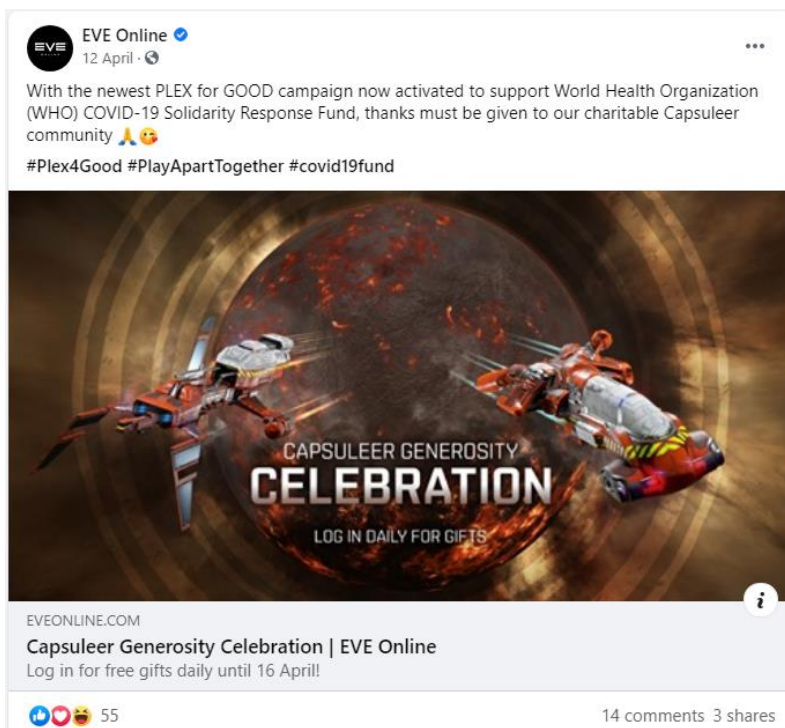 EVE
ONLINE
EVE Online
12 April ·
With the newest PLEX for GOOD campaign now activated to support World Health Organization
(WHO) COVID-19 Solidarity Response Fund, thanks must be given to our charitable Capsuleer
community 🙏😘
#Plex4Good #PlayApartTogether #covid19fund
CAPSULEER GENEROSITY
CELEBRATION
LOG IN DAILY FOR GIFTS
i
EVEONLINE.COM
Capsuleer Generosity Celebration | EVE Online
Log in for free gifts daily until 16 April!
55 14 comments 3 shares